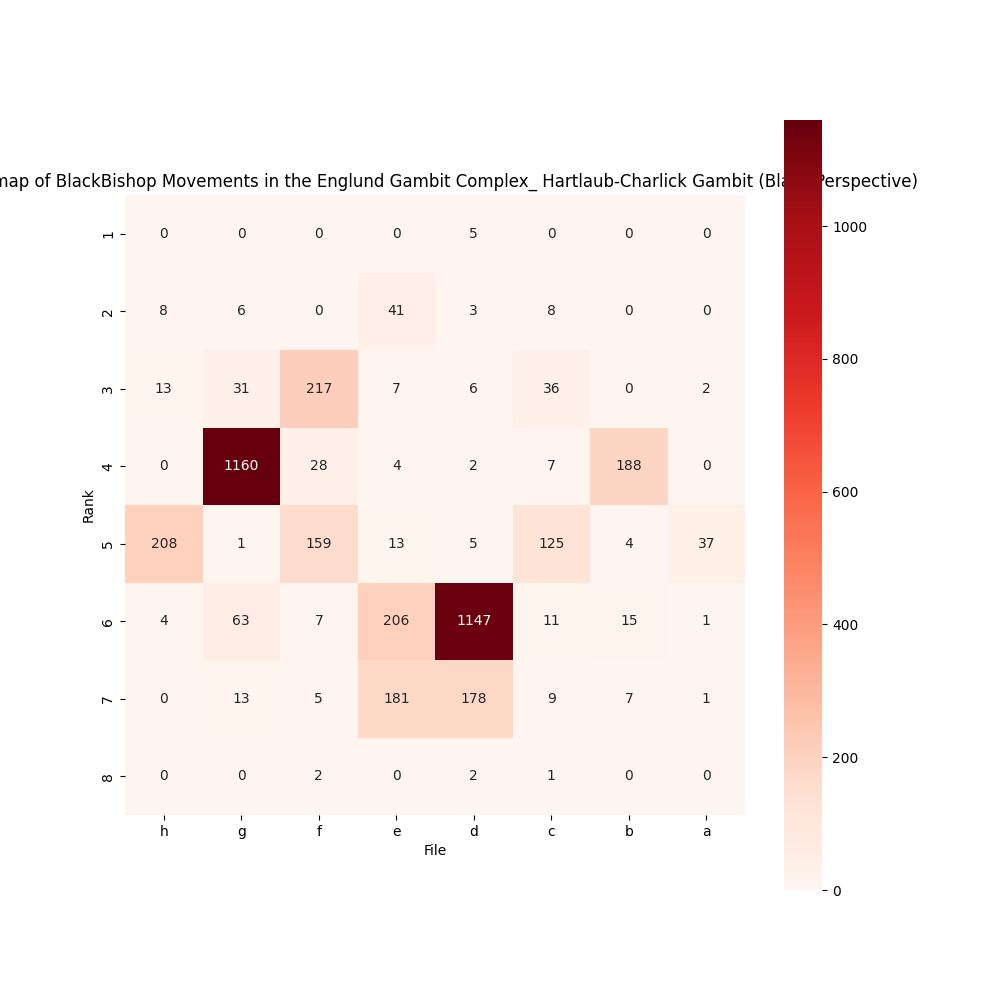 map of BlackBishop Movements in the Englund Gambit Complex_ Hartlaub-Charlick Gambit (Bla Perspective)
1 0 0 0 0 5 0 0 0
2 8 6 0 41 3 8 0 0
3 13 31 217 7 6 36 0 2
4 0 1160 28 4 2 7 188 0
5 208 1 159 13 5 125 4 37
6 4 63 7 206 1147 11 15 1
7 0 13 5 181 178 9 7 1
8 0 0 2 0 2 1 0 0
h g f e d c b a
File
Rank
1000
800
600
400
200
0